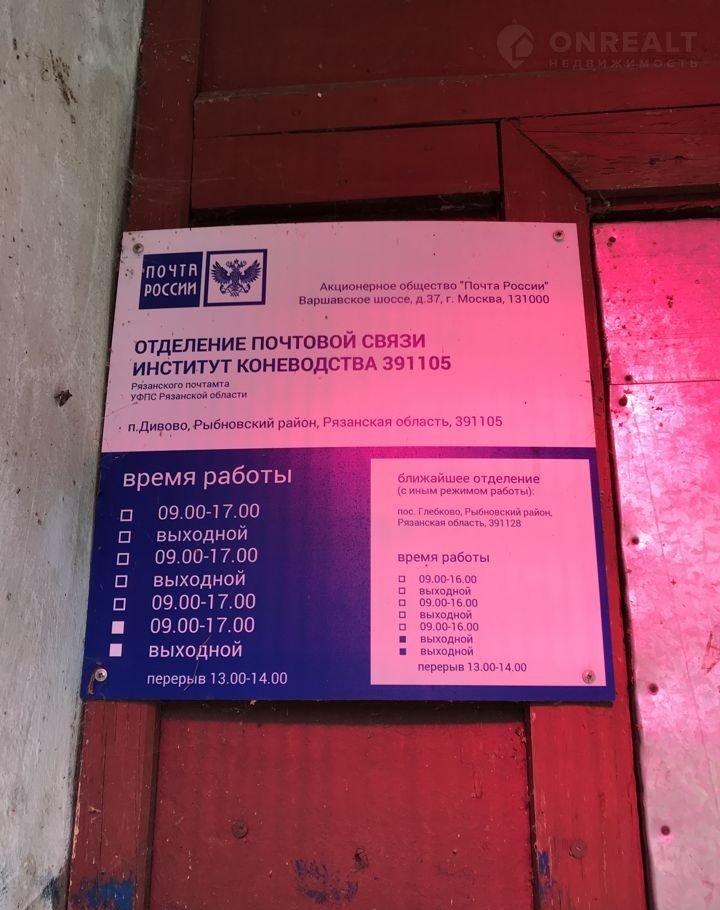 ONREALT
НЕДВИЖИМОСТЬ
ПОЧТА
РОССИИ
Акционерное общество "Почта России"
Варшавское шоссе, д.37, г. Москва, 131000
ОТДЕЛЕНИЕ ПОЧТОВОЙ СВЯЗИ
ИНСТИТУТ КОНЕВОДСТВА 391105
Рязанского почтамта
УФПС Рязанской области
п.Дивово, Рыбновский район, Рязанская область, 391105
время работы
09.00-17.00
выходной
09.00-17.00
выходной
09.00-17.00
09.00-17.00
выходной
перерыв 13.00-14.00
ближайшее отделение
(с иным режимом работы):
пос. Глебково, Рыбновский район,
Рязанская область, 391128
время работы
09.00-16.00
выходной
09.00-16.00
выходной
09.00-16.00
выходной
выходной
перерыв 13.00-14.00